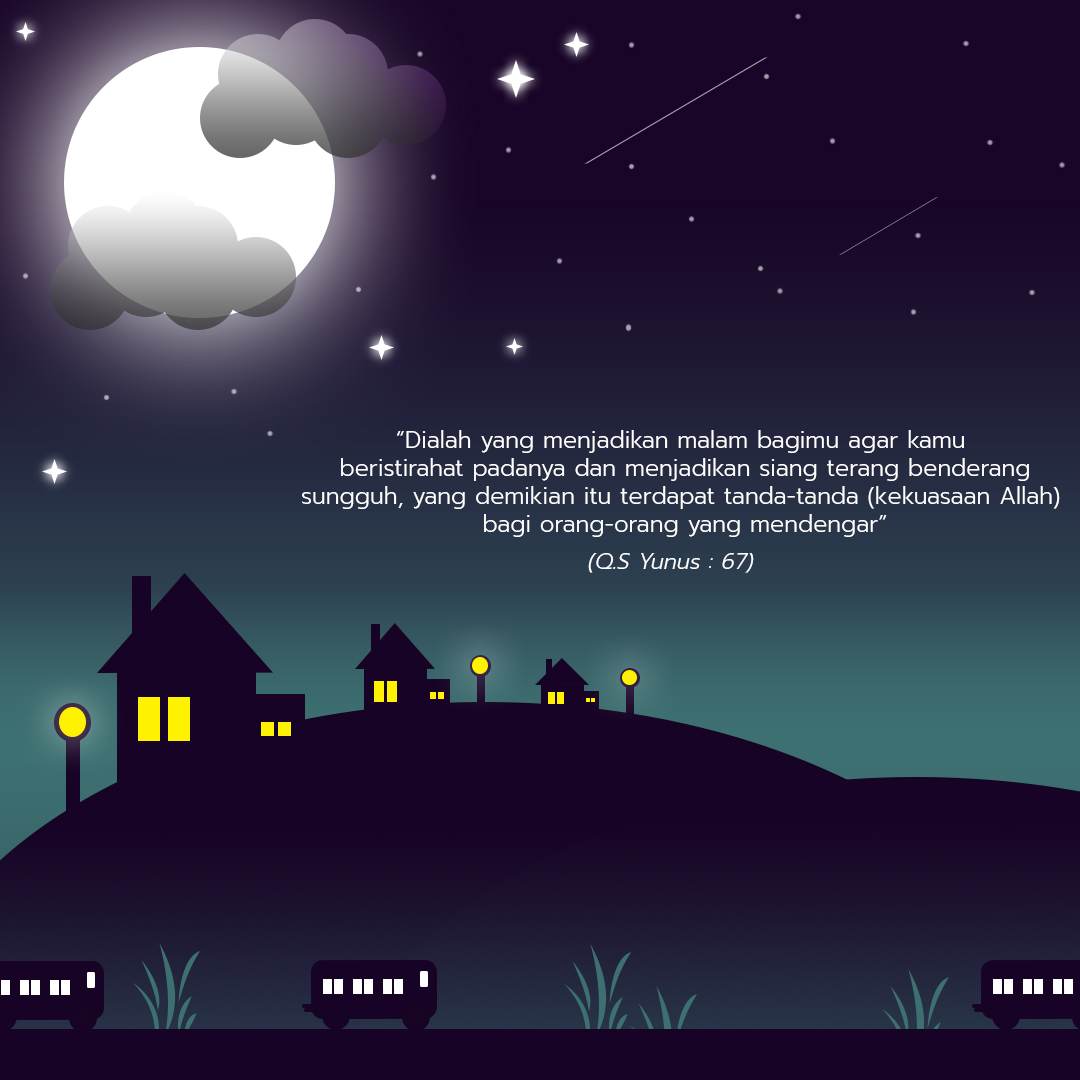 “Dialah yang menjadikan malam bagimu agar kamu
beristirahat padanya dan menjadikan siang terang benderang
sungguh, yang demikian itu terdapat tanda-tanda (kekuasaan Allah)
bagi orang-orang yang mendengar”
(Q.S Yunus : 67)